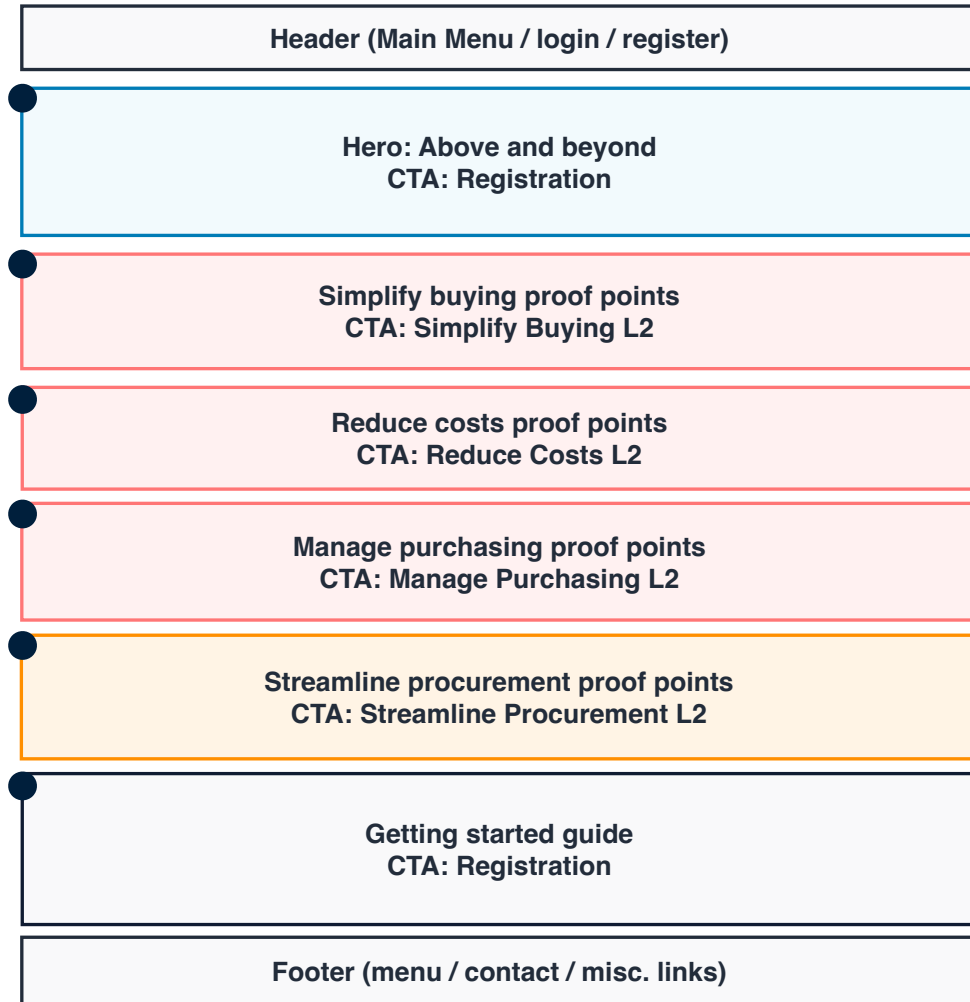 Header (Main Menu / login / register)
Hero: Above and beyond
CTA: Registration
Simplify buying proof points
CTA: Simplify Buying L2
Reduce costs proof points
CTA: Reduce Costs L2
Manage purchasing proof points
CTA: Manage Purchasing L2
Streamline procurement proof points
CTA: Streamline Procurement L2
Getting started guide
CTA: Registration
Footer (menu / contact / misc. links)